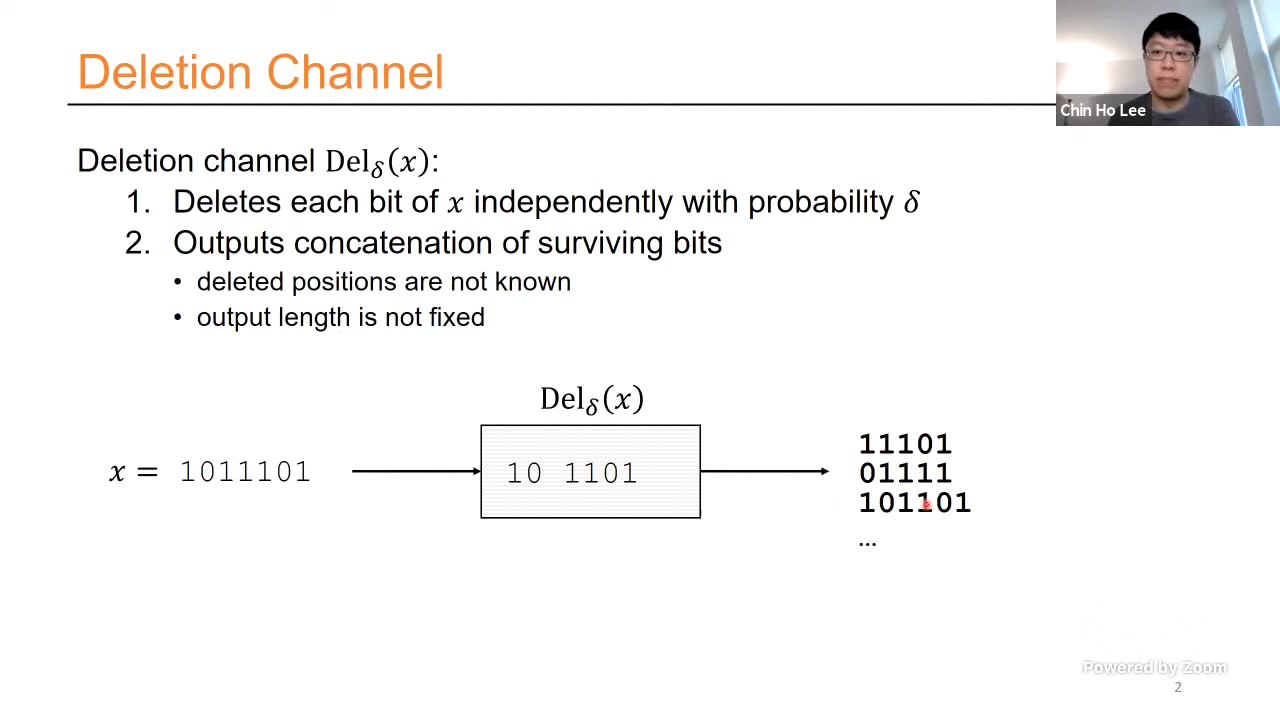 Deletion Channel
Chin Ho Lee
Deletion channel Del_δ(x):
1. Deletes each bit of x independently with probability δ
2. Outputs concatenation of surviving bits
• deleted positions are not known
• output length is not fixed
Del_δ(x)
x = 1011101
10 1101
11101
01111
101101
...
Powered by Zoom
2